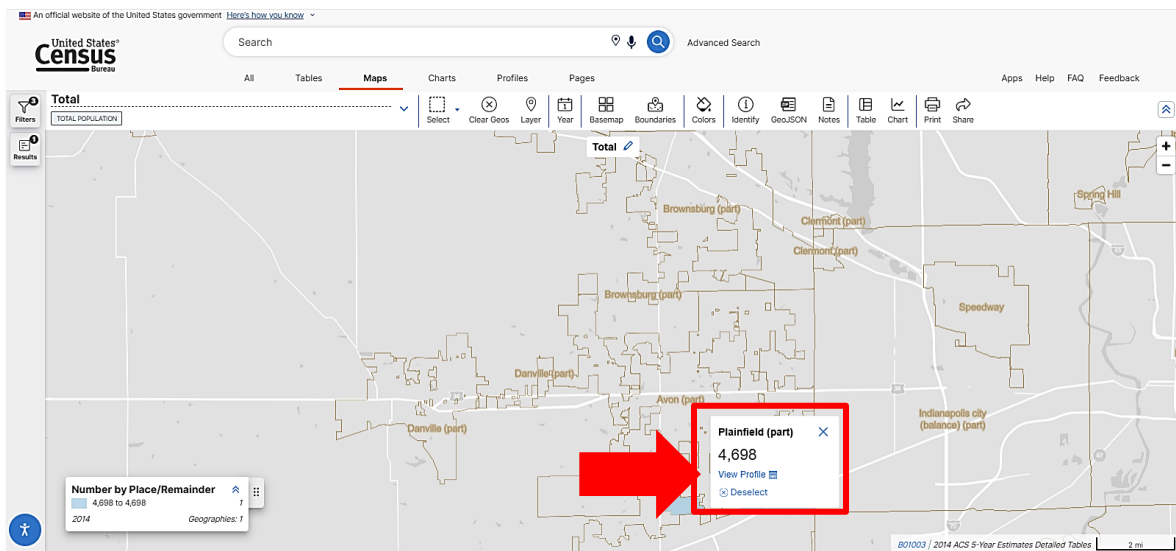 An official website of the United States government Here's how you know
United States®
Census
Bureau
Search
Advanced Search
All Tables Maps Charts Profiles Pages
Apps Help FAQ Feedback
3
Filters
Total
TOTAL POPULATION
Select Clear Geos Layer Year Basemap Boundaries Colors Identify GeoJSON Notes Table Chart Print Share
0
Results
Total
+
−
Spring Hill
Brownsburg (part)
Clermont (part)
Clermont (part)
Brownsburg (part)
Speedway
Danville (part)
Avon (part)
Danville (part)
Indianapolis city
(balance) (part)
Plainfield (part)
4,698
View Profile
Deselect
Number by Place/Remainder
4,698 to 4,698 1
2014 Geographies: 1
B01003 / 2014 ACS 5-Year Estimates Detailed Tables
2 mi